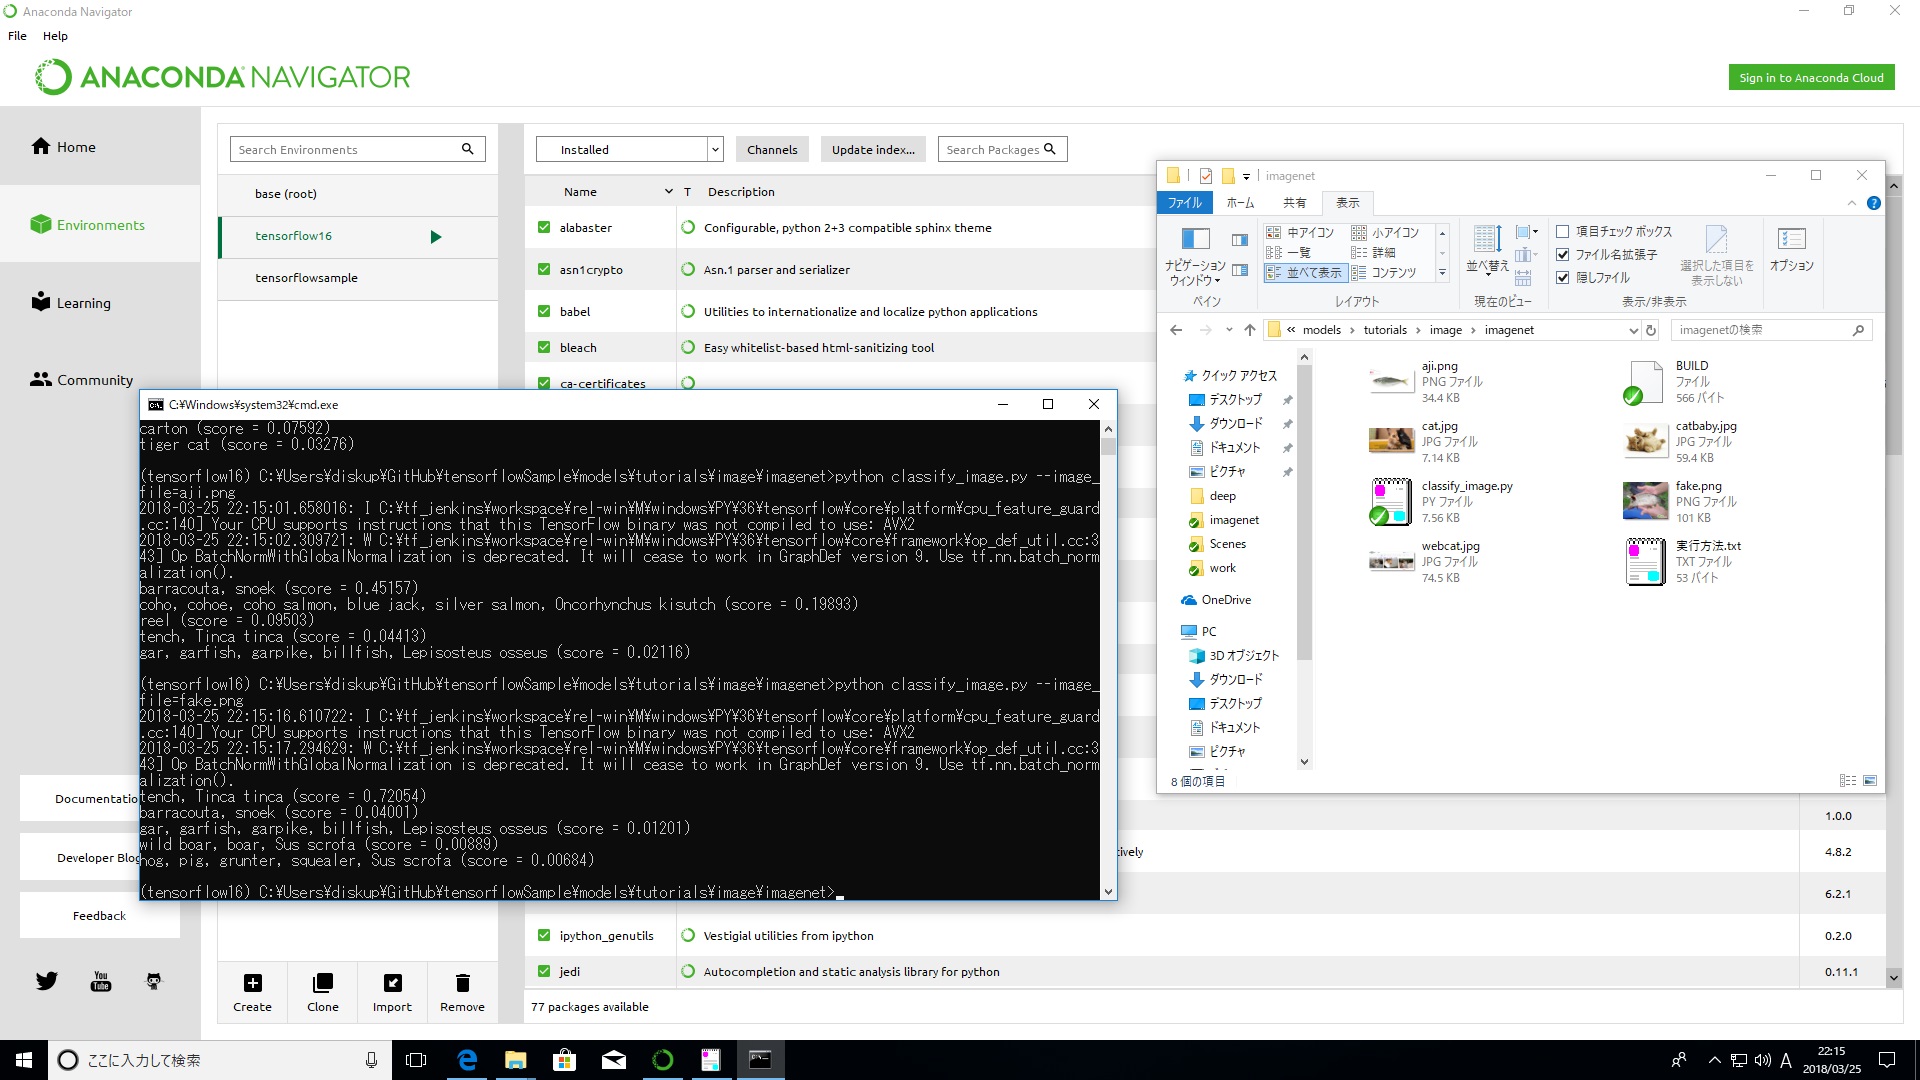 Anaconda Navigator
File Help
ANACONDA NAVIGATOR
Sign in to Anaconda Cloud
Home
Environments
Learning
Community
Documentatio
Developer Blog
Feedback
Search Environments
base (root)
tensorflow16
tensorflowsample
Create
Clone
Import
Remove
Installed
Channels
Update index...
Search Packages
Name T Description
alabaster Configurable, python 2+3 compatible sphinx theme
asn1crypto Asn.1 parser and serializer
babel Utilities to internationalize and localize python applications
bleach Easy whitelist-based html-sanitizing tool
ca-certificates
1.0.0
tively 4.8.2
6.2.1
ipython_genutils Vestigial utilities from ipython 0.2.0
jedi Autocompletion and static analysis library for python 0.11.1
77 packages available
C:¥Windows¥system32¥cmd.exe
carton (score = 0.07592)
tiger cat (score = 0.03276)
(tensorflow16) C:¥Users¥diskup¥GitHub¥tensorflowSample¥models¥tutorials¥image¥imagenet>python classify_image.py --image_
file=aji.png
2018-03-25 22:15:01.658016: I C:¥tf_jenkins¥workspace¥rel-win¥M¥windows¥PY¥36¥tensorflow¥core¥platform¥cpu_feature_guard
.cc:140] Your CPU supports instructions that this TensorFlow binary was not compiled to use: AVX2
2018-03-25 22:15:02.309721: W C:¥tf_jenkins¥workspace¥rel-win¥M¥windows¥PY¥36¥tensorflow¥core¥framework¥op_def_util.cc:3
43] Op BatchNormWithGlobalNormalization is deprecated. It will cease to work in GraphDef version 9. Use tf.nn.batch_norm
alization().
barracouta, snoek (score = 0.45157)
coho, cohoe, coho salmon, blue jack, silver salmon, Oncorhynchus kisutch (score = 0.19893)
reel (score = 0.09503)
tench, Tinca tinca (score = 0.04413)
gar, garfish, garpike, billfish, Lepisosteus osseus (score = 0.02116)
(tensorflow16) C:¥Users¥diskup¥GitHub¥tensorflowSample¥models¥tutorials¥image¥imagenet>python classify_image.py --image_
file=fake.png
2018-03-25 22:15:16.610722: I C:¥tf_jenkins¥workspace¥rel-win¥M¥windows¥PY¥36¥tensorflow¥core¥platform¥cpu_feature_guard
.cc:140] Your CPU supports instructions that this TensorFlow binary was not compiled to use: AVX2
2018-03-25 22:15:17.294629: W C:¥tf_jenkins¥workspace¥rel-win¥M¥windows¥PY¥36¥tensorflow¥core¥framework¥op_def_util.cc:3
43] Op BatchNormWithGlobalNormalization is deprecated. It will cease to work in GraphDef version 9. Use tf.nn.batch_norm
alization().
tench, Tinca tinca (score = 0.72054)
barracouta, snoek (score = 0.04001)
gar, garfish, garpike, billfish, Lepisosteus osseus (score = 0.01201)
wild boar, boar, Sus scrofa (score = 0.00889)
hog, pig, grunter, squealer, Sus scrofa (score = 0.00684)
(tensorflow16) C:¥Users¥diskup¥GitHub¥tensorflowSample¥models¥tutorials¥image¥imagenet>
imagenet
ファイル ホーム 共有 表示
ナビゲーション
ウィンドウ
ペイン
中アイコン 小アイコン
一覧 詳細
並べて表示 コンテンツ
レイアウト
並べ替え
現在のビュー
項目チェック ボックス
ファイル名拡張子
隠しファイル
選択した項目を
表示しない
表示/非表示
オプション
« models > tutorials > image > imagenet
imagenetの検索
クイック アクセス
デスクトップ
ダウンロード
ドキュメント
ピクチャ
deep
imagenet
Scenes
work
OneDrive
PC
3D オブジェクト
ダウンロード
デスクトップ
ドキュメント
ピクチャ
aji.png
PNG ファイル
34.4 KB
BUILD
ファイル
566 バイト
cat.jpg
JPG ファイル
7.14 KB
catbaby.jpg
JPG ファイル
59.4 KB
classify_image.py
PY ファイル
7.56 KB
fake.png
PNG ファイル
101 KB
webcat.jpg
JPG ファイル
74.5 KB
実行方法.txt
TXT ファイル
53 バイト
8 個の項目
You
Tube
ここに入力して検索
A
22:15
2018/03/25